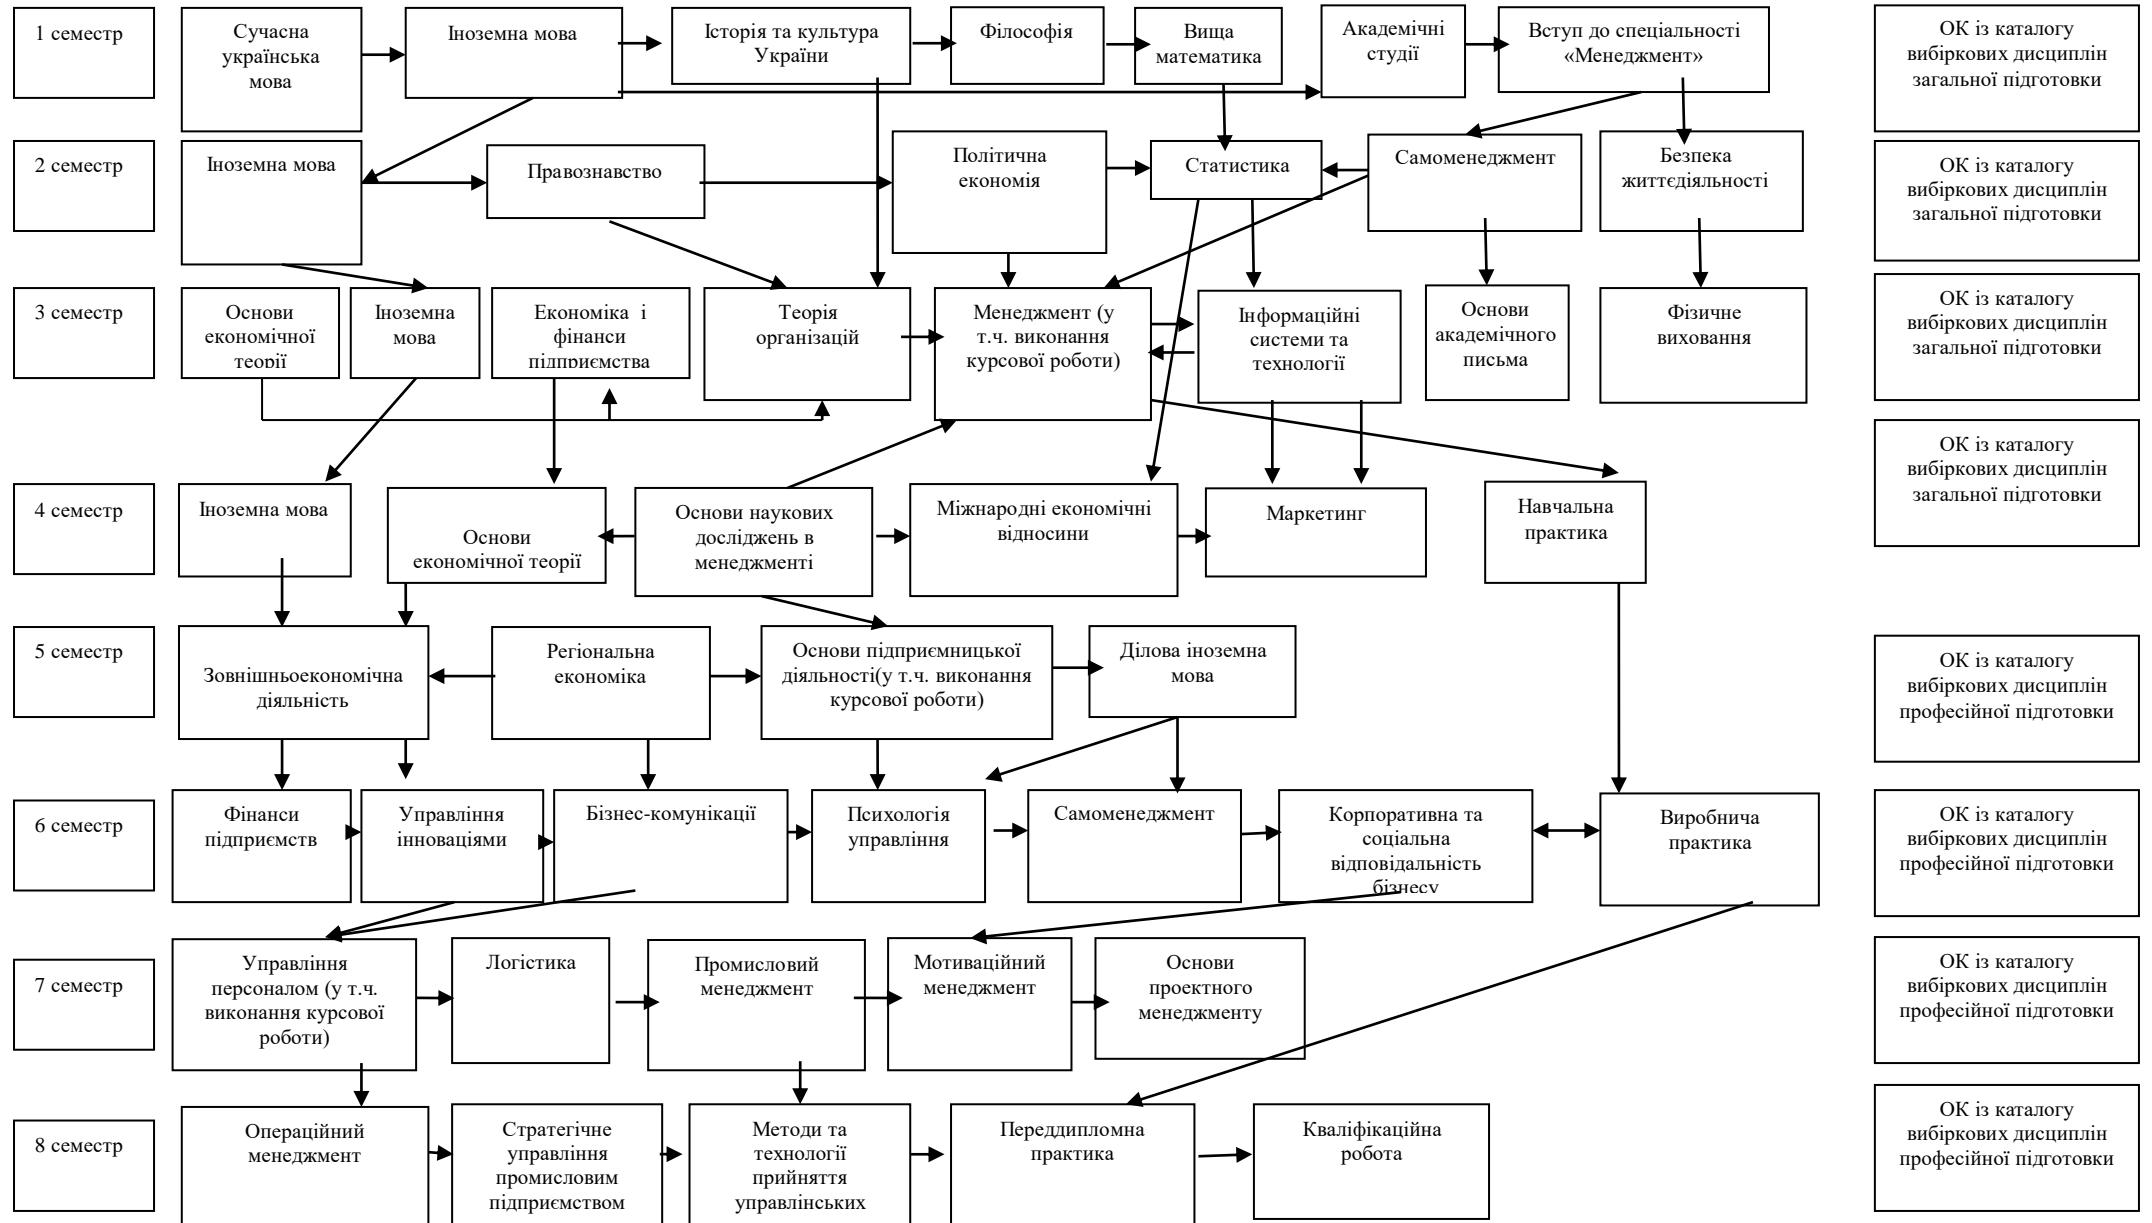 1 семестр
Сучасна
українська
мова
Іноземна мова
Історія та культура
України
Філософія
Вища
математика
Академічні
студії
Вступ до спеціальності
«Менеджмент»
ОК із каталогу
вибіркових дисциплін
загальної підготовки
2 семестр
Іноземна мова
Правознавство
Політична
економія
Статистика
Самоменеджмент
Безпека
життєдіяльності
ОК із каталогу
вибіркових дисциплін
загальної підготовки
3 семестр
Основи
економічної
теорії
Іноземна
мова
Економіка і
фінанси
підприємства
Теорія
організацій
Менеджмент (у
т.ч. виконання
курсової роботи)
Інформаційні
системи та
технології
Основи
академічного
письма
Фізичне
виховання
ОК із каталогу
вибіркових дисциплін
загальної підготовки
4 семестр
Іноземна мова
Основи
економічної теорії
Основи наукових
досліджень в
менеджменті
Міжнародні економічні
відносини
Маркетинг
Навчальна
практика
ОК із каталогу
вибіркових дисциплін
загальної підготовки
5 семестр
Зовнішньоекономічна
діяльність
Регіональна
економіка
Основи підприємницької
діяльності(у т.ч. виконання
курсової роботи)
Ділова іноземна
мова
ОК із каталогу
вибіркових дисциплін
професійної підготовки
6 семестр
Фінанси
підприємств
Управління
інноваціями
Бізнес-комунікації
Психологія
управління
Самоменеджмент
Корпоративна та
соціальна
відповідальність
бізнесу
Виробнича
практика
ОК із каталогу
вибіркових дисциплін
професійної підготовки
7 семестр
Управління
персоналом (у т.ч.
виконання курсової
роботи)
Логістика
Промисловий
менеджмент
Мотиваційний
менеджмент
Основи
проектного
менеджменту
ОК із каталогу
вибіркових дисциплін
професійної підготовки
8 семестр
Операційний
менеджмент
Стратегічне
управління
промисловим
підприємством
Методи та
технології
прийняття
управлінських
Переддипломна
практика
Кваліфікаційна
робота
ОК із каталогу
вибіркових дисциплін
професійної підготовки